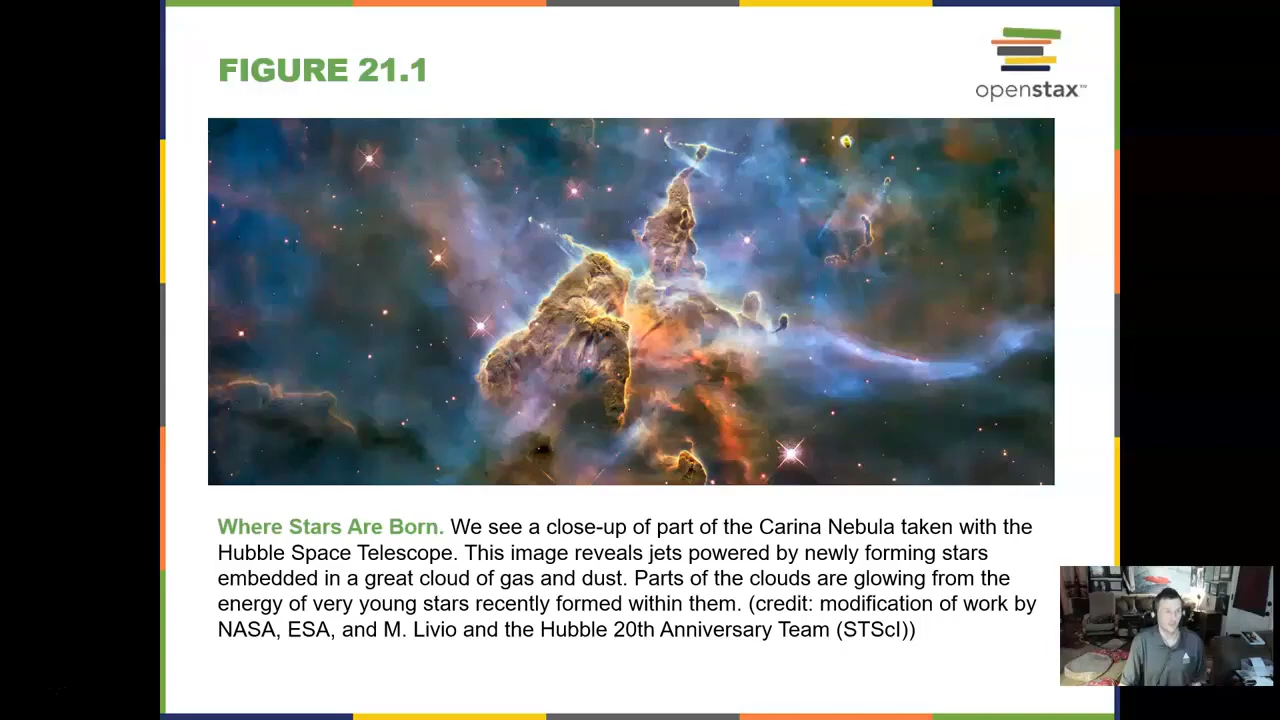 FIGURE 21.1
openstax™
Where Stars Are Born. We see a close-up of part of the Carina Nebula taken with the
Hubble Space Telescope. This image reveals jets powered by newly forming stars
embedded in a great cloud of gas and dust. Parts of the clouds are glowing from the
energy of very young stars recently formed within them. (credit: modification of work by
NASA, ESA, and M. Livio and the Hubble 20th Anniversary Team (STScI))